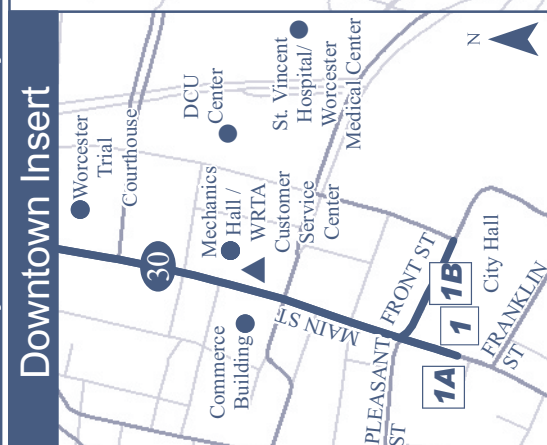 Downtown Insert
Worcester
Trial
Courthouse
DCU
Center
St. Vincent
Hospital/
Worcester
Medical Center
N
30
Mechanics
Hall /
WRTA
Customer
Service
Center
Commerce
Building
MAIN ST
FRONT ST
PLEASANT
ST
1A
1
1B
City Hall
FRANKLIN
ST